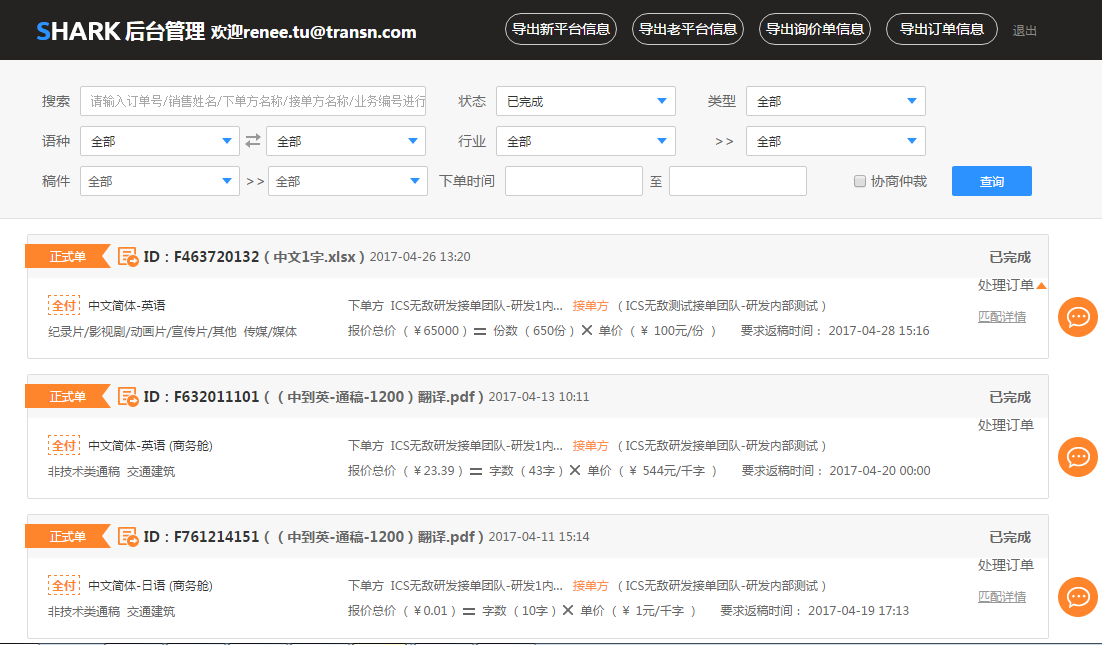 SHARK 后台管理 欢迎renee.tu@transn.com 导出新平台信息 导出老平台信息 导出询价单信息 导出订单信息 退出
搜索 请输入订单号/销售姓名/下单方名称/接单方名称/业务编号进行 状态 已完成 类型 全部
语种 全部 全部 行业 全部 >> 全部
稿件 全部 >> 全部 下单时间 至 协商仲裁 查询
正式单 ID：F463720132（中文1字.xlsx）2017-04-26 13:20 已完成
处理订单
全付 中文简体-英语 下单方 ICS无敌研发接单团队-研发1内... 接单方 （ICS无敌测试接单团队-研发内部测试）
匹配详情
纪录片/影视剧/动画片/宣传片/其他 传媒/媒体 报价总价（￥65000）= 份数（650份）× 单价（￥ 100元/份 ） 要求返稿时间： 2017-04-28 15:16
正式单 ID：F632011101（（中到英-通稿-1200）翻译.pdf）2017-04-13 10:11 已完成
处理订单
全付 中文简体-英语 (商务舱) 下单方 ICS无敌研发接单团队-研发1内... 接单方 （ICS无敌研发接单团队-研发内部测试）
非技术类通稿 交通建筑 报价总价（￥23.39）= 字数（43字）× 单价（￥ 544元/千字 ） 要求返稿时间： 2017-04-20 00:00
正式单 ID：F761214151（（中到英-通稿-1200）翻译.pdf）2017-04-11 15:14 已完成
处理订单
全付 中文简体-日语 (商务舱) 下单方 ICS无敌研发接单团队-研发1内... 接单方 （ICS无敌研发接单团队-研发内部测试）
匹配详情
非技术类通稿 交通建筑 报价总价（￥0.01）= 字数（10字）× 单价（￥ 1元/千字 ） 要求返稿时间： 2017-04-19 17:13